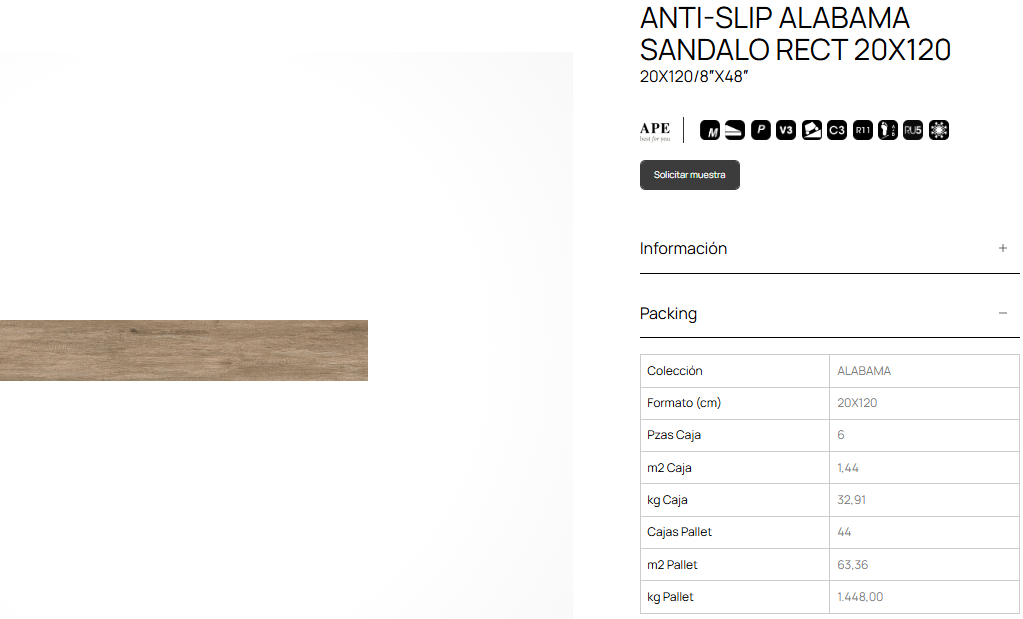 ANTI-SLIP ALABAMA
SANDALO RECT 20X120
20X120/8″X48″
APE
best for you
M
P
V3
C3
R11
RU5
Solicitar muestra
Información +
Packing −
Colección ALABAMA
Formato (cm) 20X120
Pzas Caja 6
m2 Caja 1,44
kg Caja 32,91
Cajas Pallet 44
m2 Pallet 63,36
kg Pallet 1.448,00